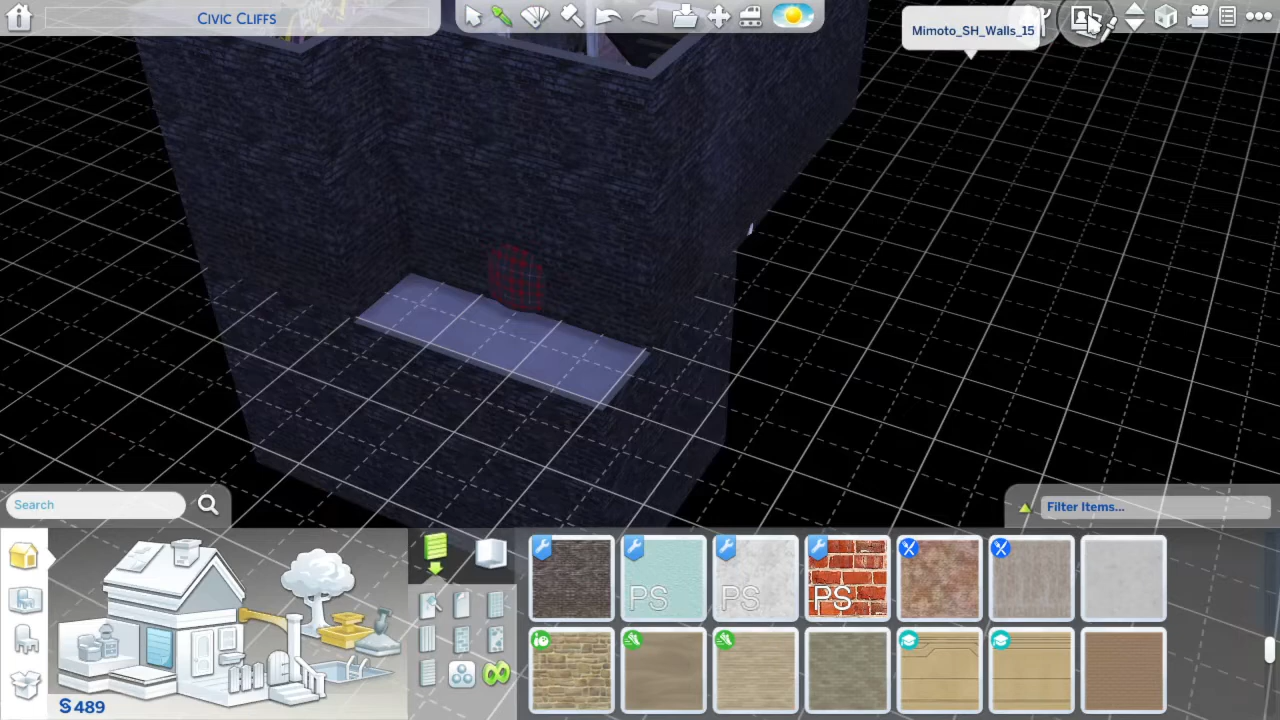 CIVIC CLIFFS
Mimoto_SH_Walls_15
Search
Filter Items...
PS
PS
PS
§489